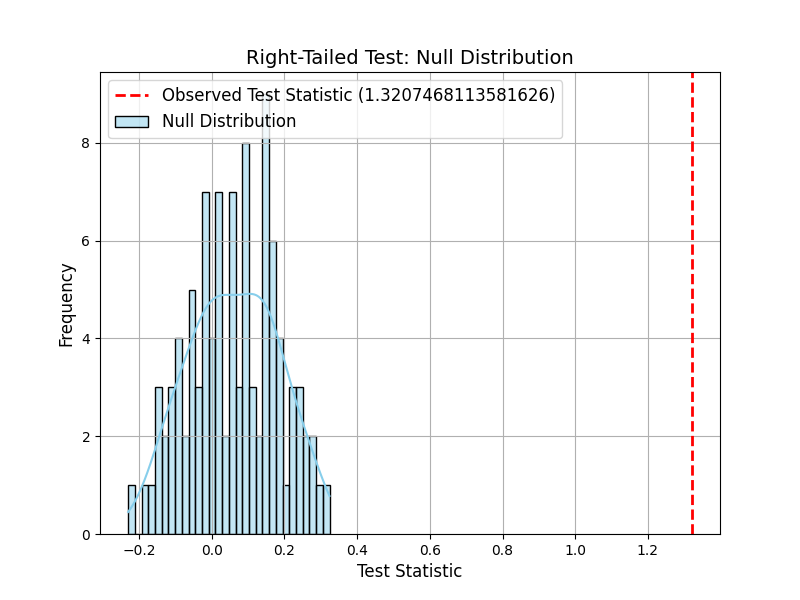 Right-Tailed Test: Null Distribution
Observed Test Statistic (1.3207468113581626)
Null Distribution
Frequency
8
6
4
2
0
−0.2 0.0 0.2 0.4 0.6 0.8 1.0 1.2
Test Statistic